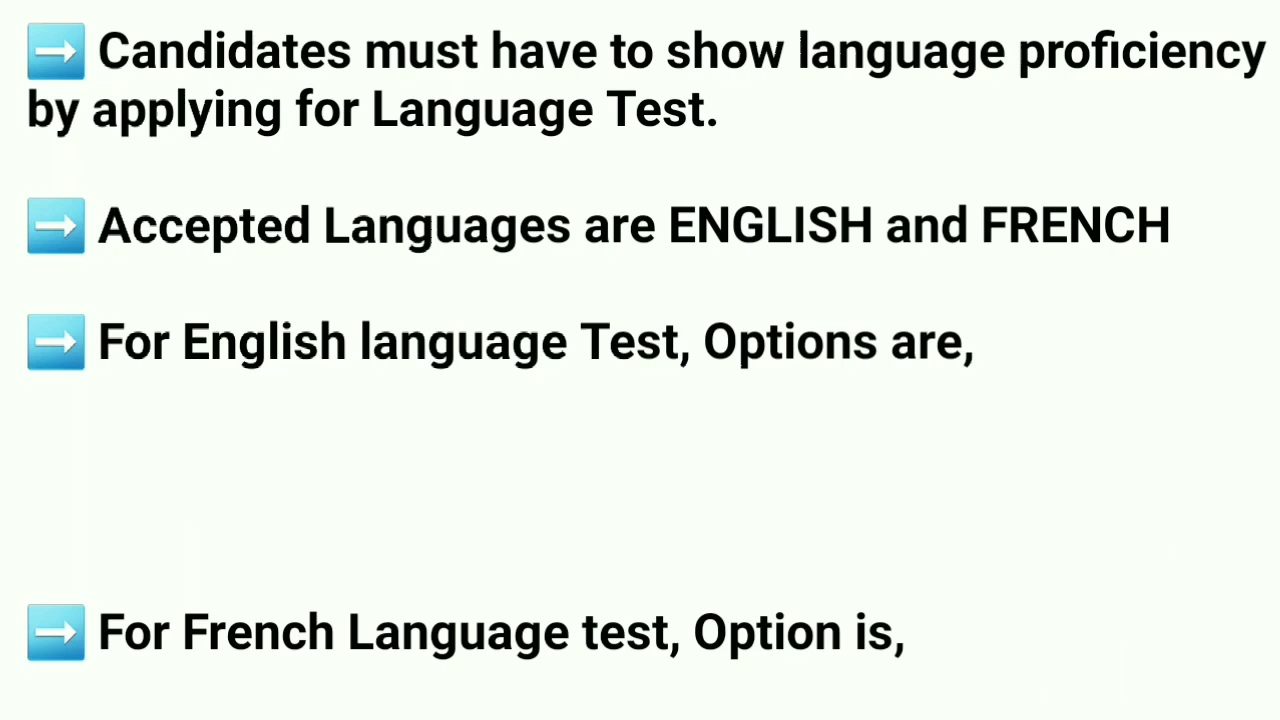 ➡️ Candidates must have to show language proficiency
by applying for Language Test.
➡️ Accepted Languages are ENGLISH and FRENCH
➡️ For English language Test, Options are,
➡️ For French Language test, Option is,